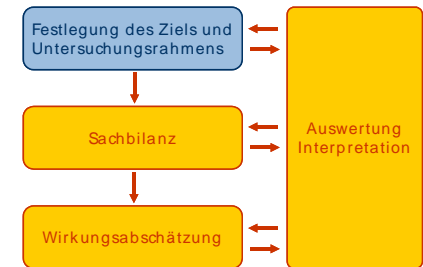 Festlegung des Ziels und
Untersuchungsrahmens
Sachbilanz
Wirkungsabschätzung
Auswertung
Interpretation